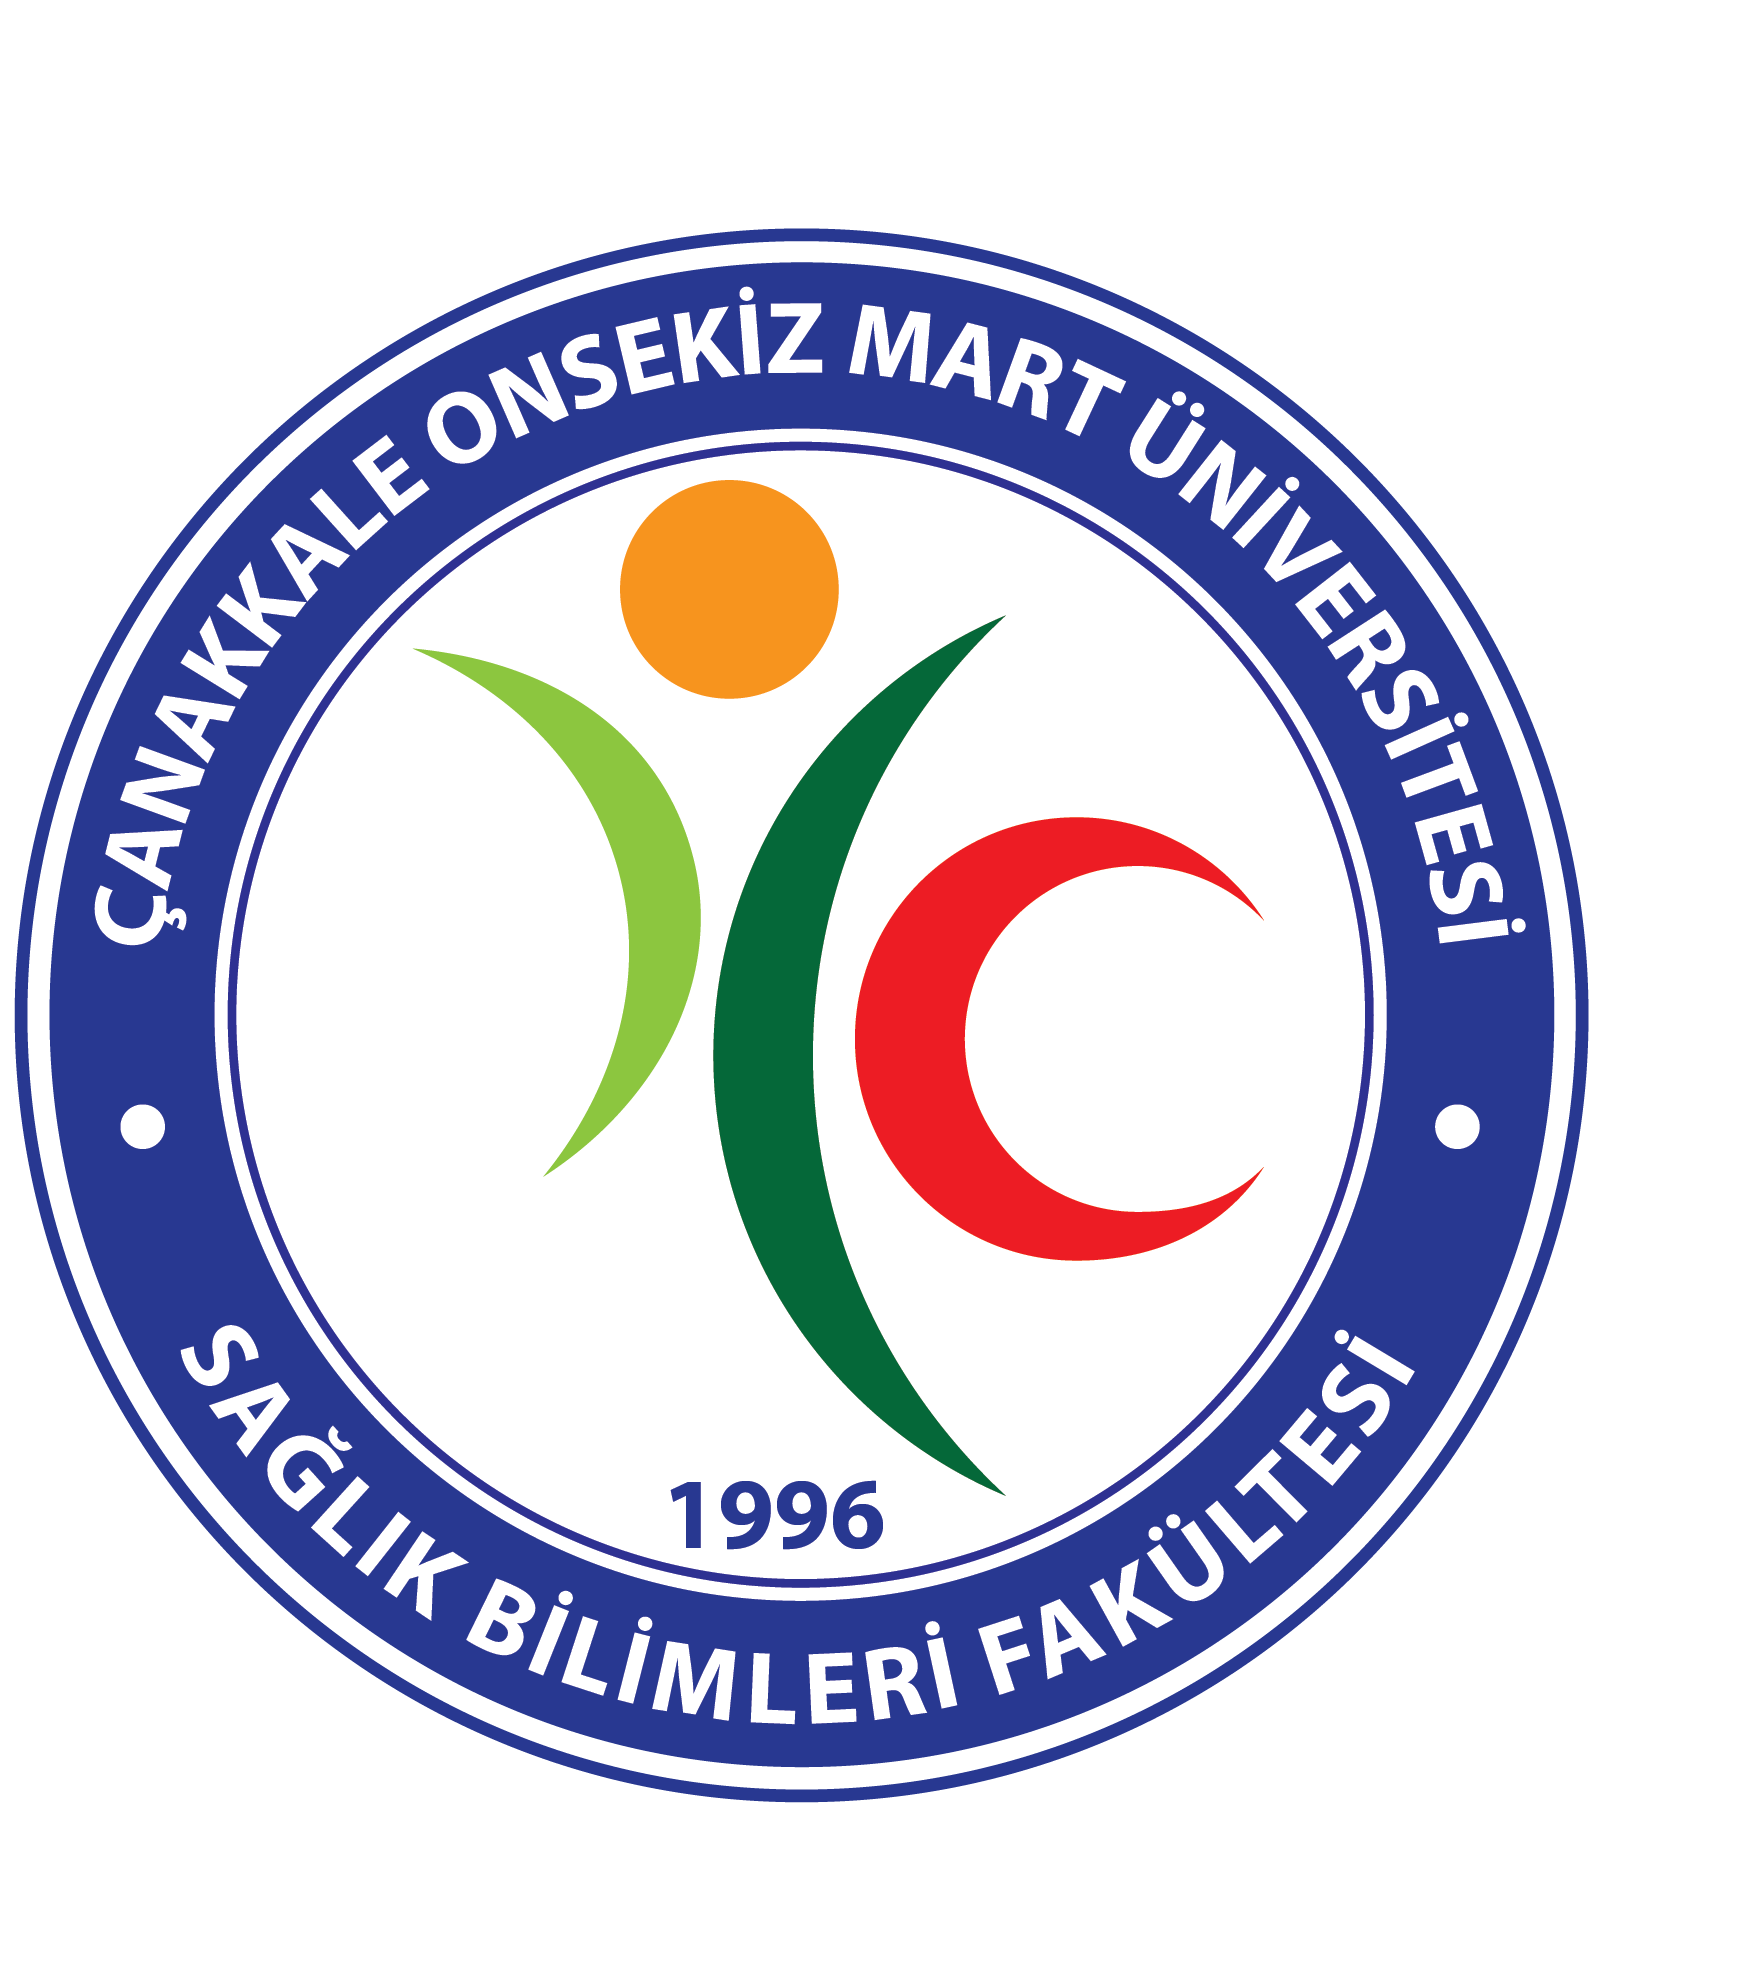 ÇANAKKALE ONSEKİZ MART ÜNİVERSİTESİ
1996
SAĞLIK BİLİMLERİ FAKÜLTESİ